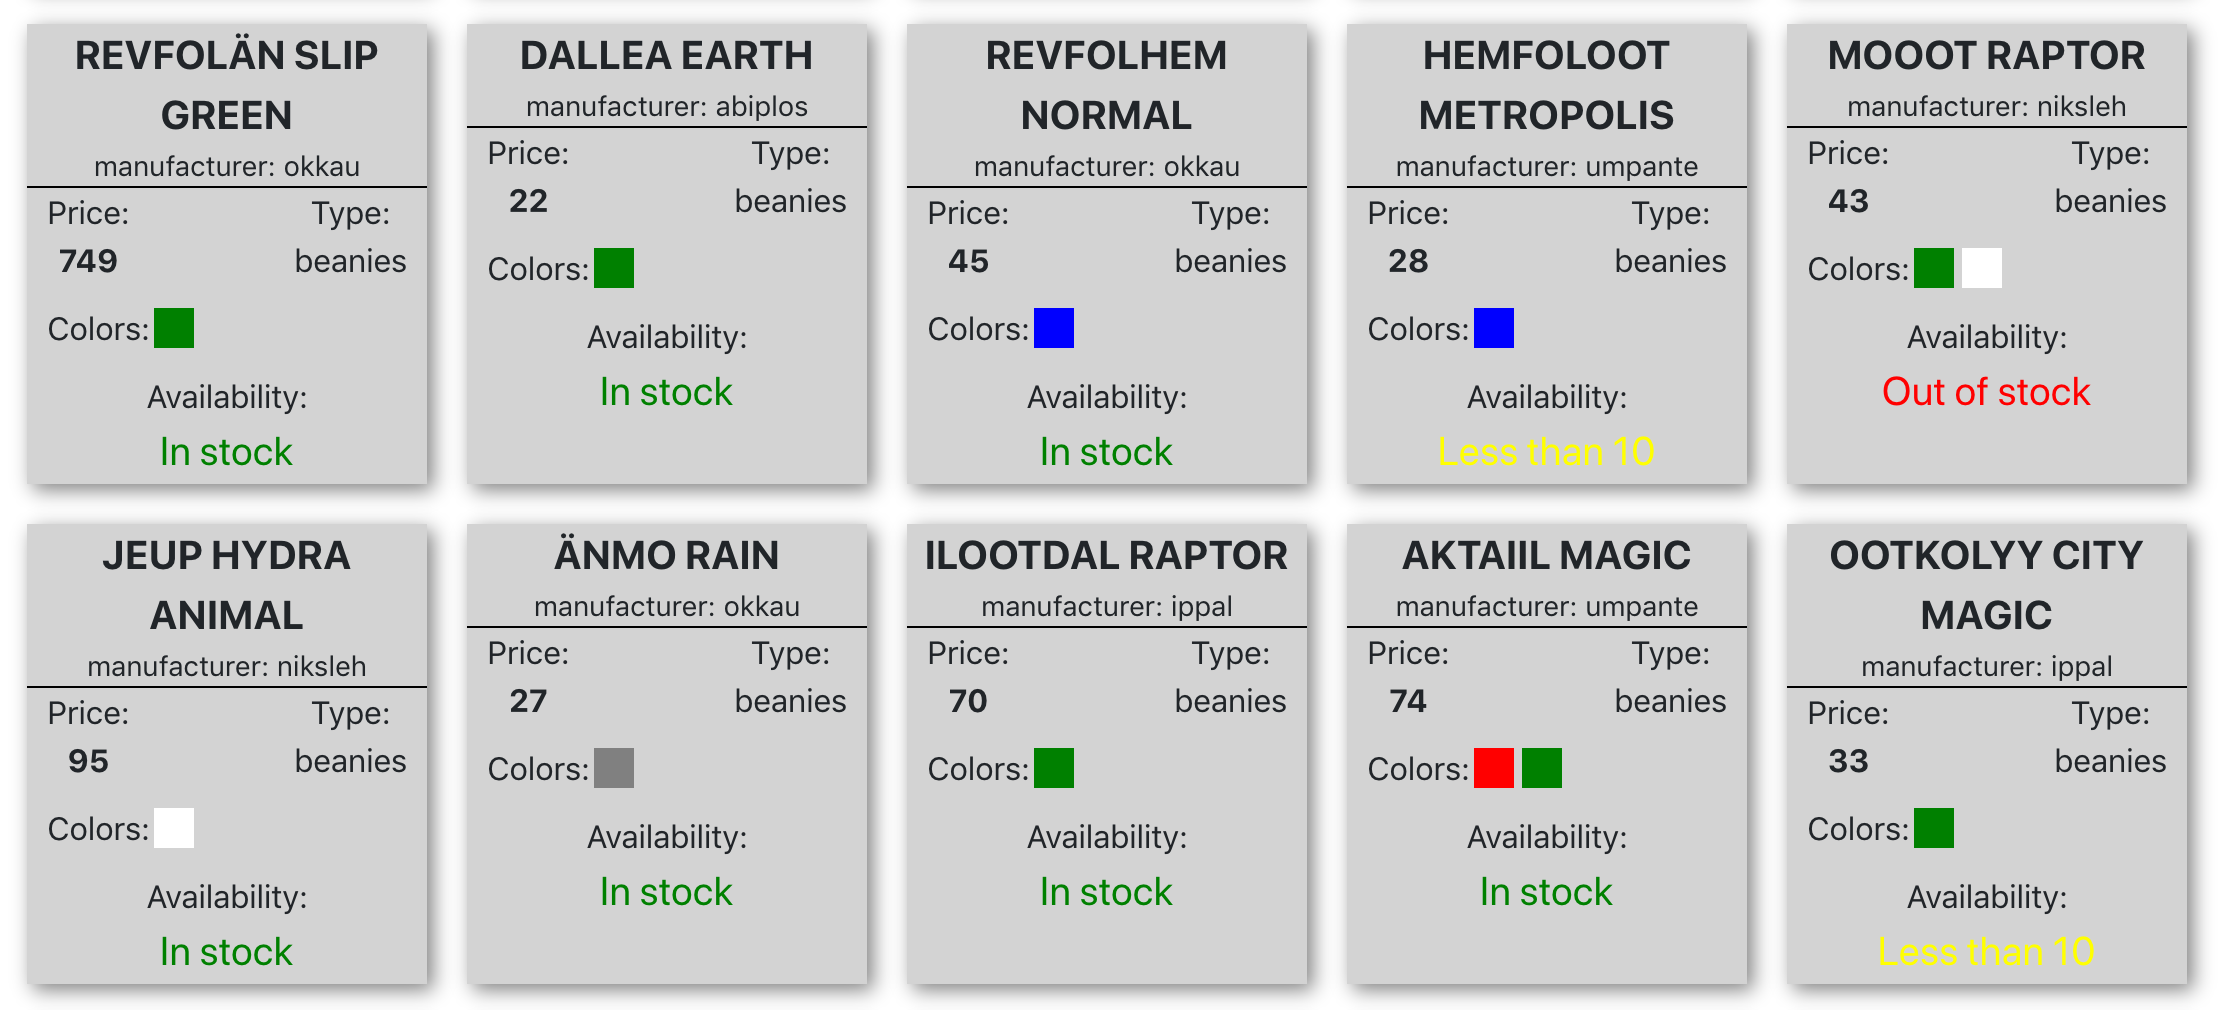 REVFOLÄN SLIP
GREEN
manufacturer: okkau
Price: Type:
749 beanies
Colors:
Availability:
In stock
DALLEA EARTH
manufacturer: abiplos
Price: Type:
22 beanies
Colors:
Availability:
In stock
REVFOLHEM
NORMAL
manufacturer: okkau
Price: Type:
45 beanies
Colors:
Availability:
In stock
HEMFOLOOT
METROPOLIS
manufacturer: umpante
Price: Type:
28 beanies
Colors:
Availability:
Less than 10
MOOOT RAPTOR
manufacturer: niksleh
Price: Type:
43 beanies
Colors:
Availability:
Out of stock
JEUP HYDRA
ANIMAL
manufacturer: niksleh
Price: Type:
95 beanies
Colors:
Availability:
In stock
ÄNMO RAIN
manufacturer: okkau
Price: Type:
27 beanies
Colors:
Availability:
In stock
ILOOTDAL RAPTOR
manufacturer: ippal
Price: Type:
70 beanies
Colors:
Availability:
In stock
AKTAIIL MAGIC
manufacturer: umpante
Price: Type:
74 beanies
Colors:
Availability:
In stock
OOTKOLYY CITY
MAGIC
manufacturer: ippal
Price: Type:
33 beanies
Colors:
Availability:
Less than 10